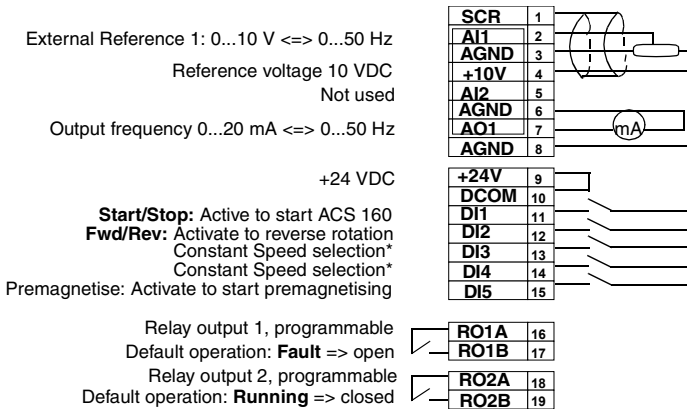 SCR 1
External Reference 1: 0...10 V <=> 0...50 Hz AI1 2
AGND 3
Reference voltage 10 VDC +10V 4
Not used AI2 5
AGND 6
Output frequency 0...20 mA <=> 0...50 Hz AO1 7 mA
AGND 8
+24 VDC +24V 9
DCOM 10
Start/Stop: Active to start ACS 160 DI1 11
Fwd/Rev: Activate to reverse rotation DI2 12
Constant Speed selection* DI3 13
Constant Speed selection* DI4 14
Premagnetise: Activate to start premagnetising DI5 15
Relay output 1, programmable RO1A 16
Default operation: Fault => open RO1B 17
Relay output 2, programmable RO2A 18
Default operation: Running => closed RO2B 19